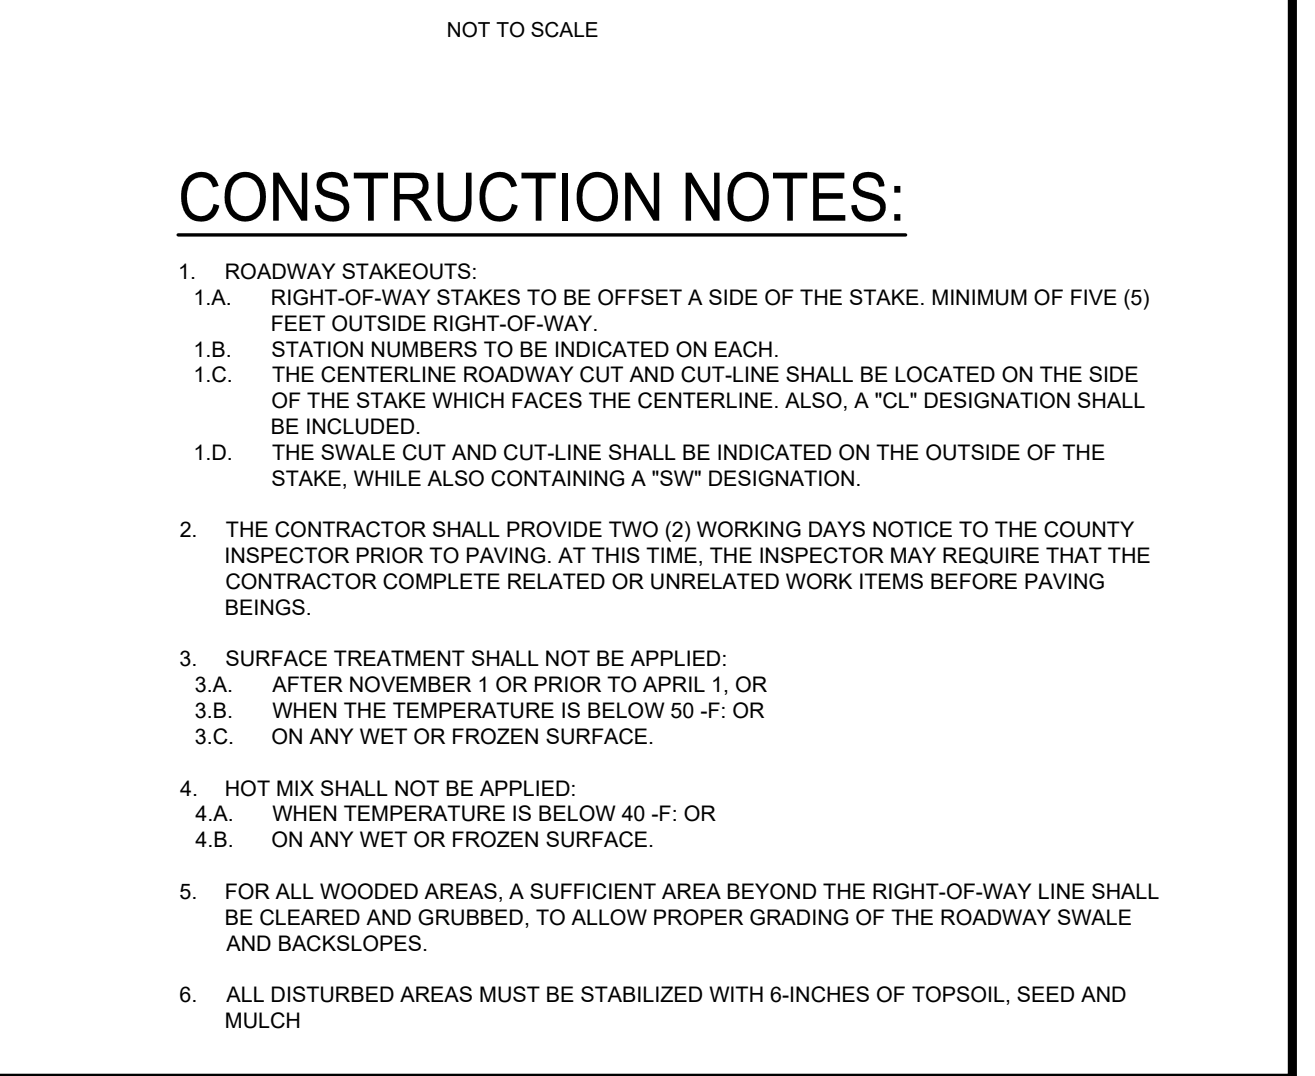 NOT TO SCALE
CONSTRUCTION NOTES:
1. ROADWAY STAKEOUTS:
1.A. RIGHT-OF-WAY STAKES TO BE OFFSET A SIDE OF THE STAKE. MINIMUM OF FIVE (5)
FEET OUTSIDE RIGHT-OF-WAY.
1.B. STATION NUMBERS TO BE INDICATED ON EACH.
1.C. THE CENTERLINE ROADWAY CUT AND CUT-LINE SHALL BE LOCATED ON THE SIDE
OF THE STAKE WHICH FACES THE CENTERLINE. ALSO, A "CL" DESIGNATION SHALL
BE INCLUDED.
1.D. THE SWALE CUT AND CUT-LINE SHALL BE INDICATED ON THE OUTSIDE OF THE
STAKE, WHILE ALSO CONTAINING A "SW" DESIGNATION.
2. THE CONTRACTOR SHALL PROVIDE TWO (2) WORKING DAYS NOTICE TO THE COUNTY
INSPECTOR PRIOR TO PAVING. AT THIS TIME, THE INSPECTOR MAY REQUIRE THAT THE
CONTRACTOR COMPLETE RELATED OR UNRELATED WORK ITEMS BEFORE PAVING
BEINGS.
3. SURFACE TREATMENT SHALL NOT BE APPLIED:
3.A. AFTER NOVEMBER 1 OR PRIOR TO APRIL 1, OR
3.B. WHEN THE TEMPERATURE IS BELOW 50 -F: OR
3.C. ON ANY WET OR FROZEN SURFACE.
4. HOT MIX SHALL NOT BE APPLIED:
4.A. WHEN TEMPERATURE IS BELOW 40 -F: OR
4.B. ON ANY WET OR FROZEN SURFACE.
5. FOR ALL WOODED AREAS, A SUFFICIENT AREA BEYOND THE RIGHT-OF-WAY LINE SHALL
BE CLEARED AND GRUBBED, TO ALLOW PROPER GRADING OF THE ROADWAY SWALE
AND BACKSLOPES.
6. ALL DISTURBED AREAS MUST BE STABILIZED WITH 6-INCHES OF TOPSOIL, SEED AND
MULCH